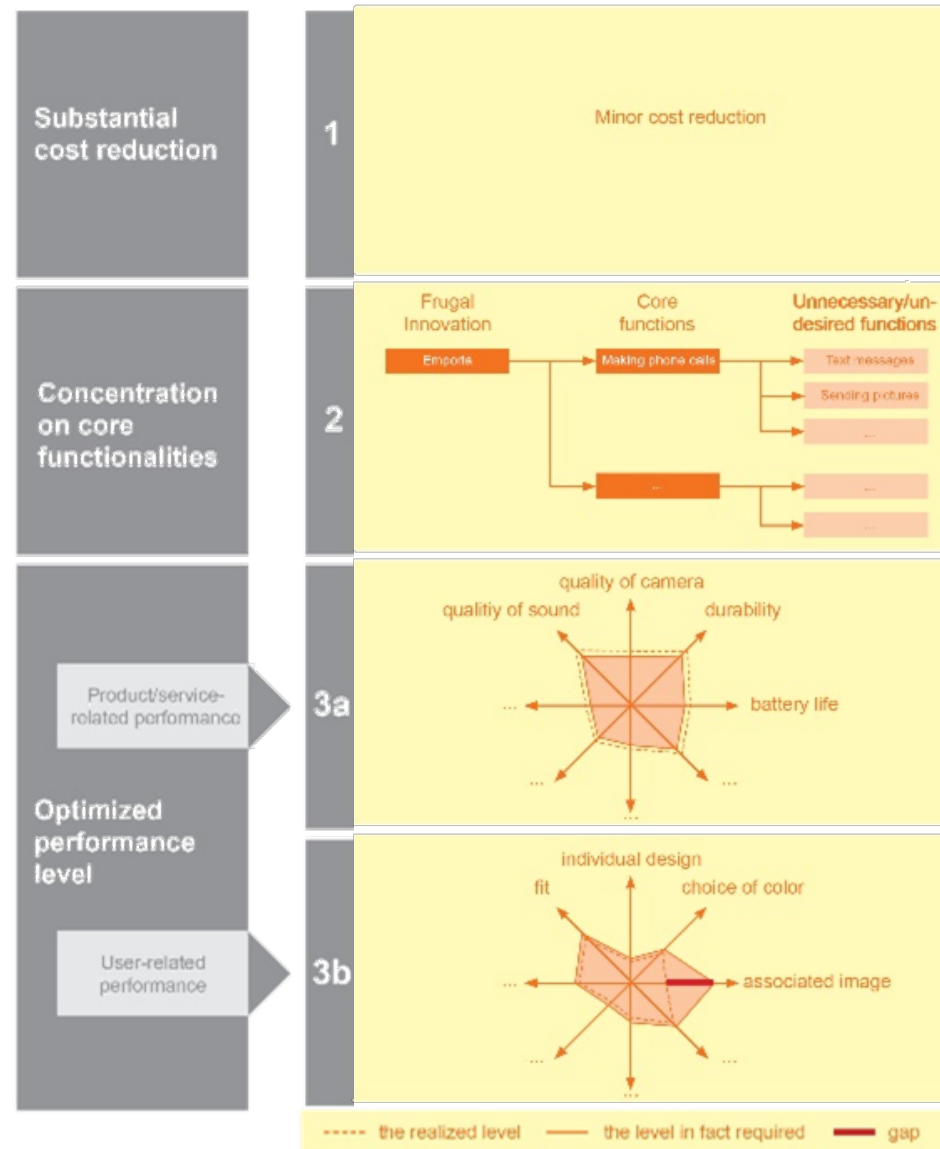 Substantial
cost reduction
1
Minor cost reduction
Concentration
on core
functionalities
2
Frugal
Innovation
Core
functions
Unnecessary/un-
desired functions
Emporia
Making phone calls
Text messages
Sending pictures
...
...
...
...
Optimized
performance
level
Product/service-
related performance
3a
quality of camera
qualitiy of sound
durability
...
battery life
...
...
...
User-related
performance
3b
individual design
fit
choice of color
...
associated image
...
...
...
the realized level
the level in fact required
gap